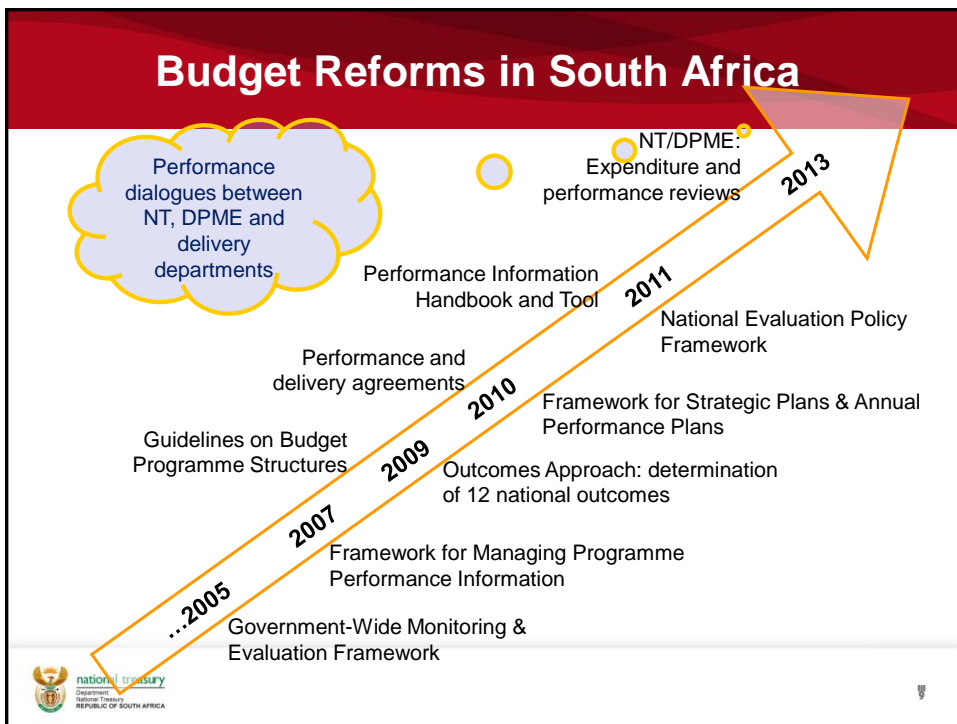 Budget Reforms in South Africa
Performance
dialogues between
NT, DPME and
delivery
departments
NT/DPME:
Expenditure and
performance reviews
2013
Performance Information
Handbook and Tool
2011
National Evaluation Policy
Framework
Performance and
delivery agreements
2010
Framework for Strategic Plans & Annual
Performance Plans
Guidelines on Budget
Programme Structures
2009
Outcomes Approach: determination
of 12 national outcomes
2007
Framework for Managing Programme
Performance Information
...2005
Government-Wide Monitoring &
Evaluation Framework
national treasury
Department:
National Treasury
REPUBLIC OF SOUTH AFRICA